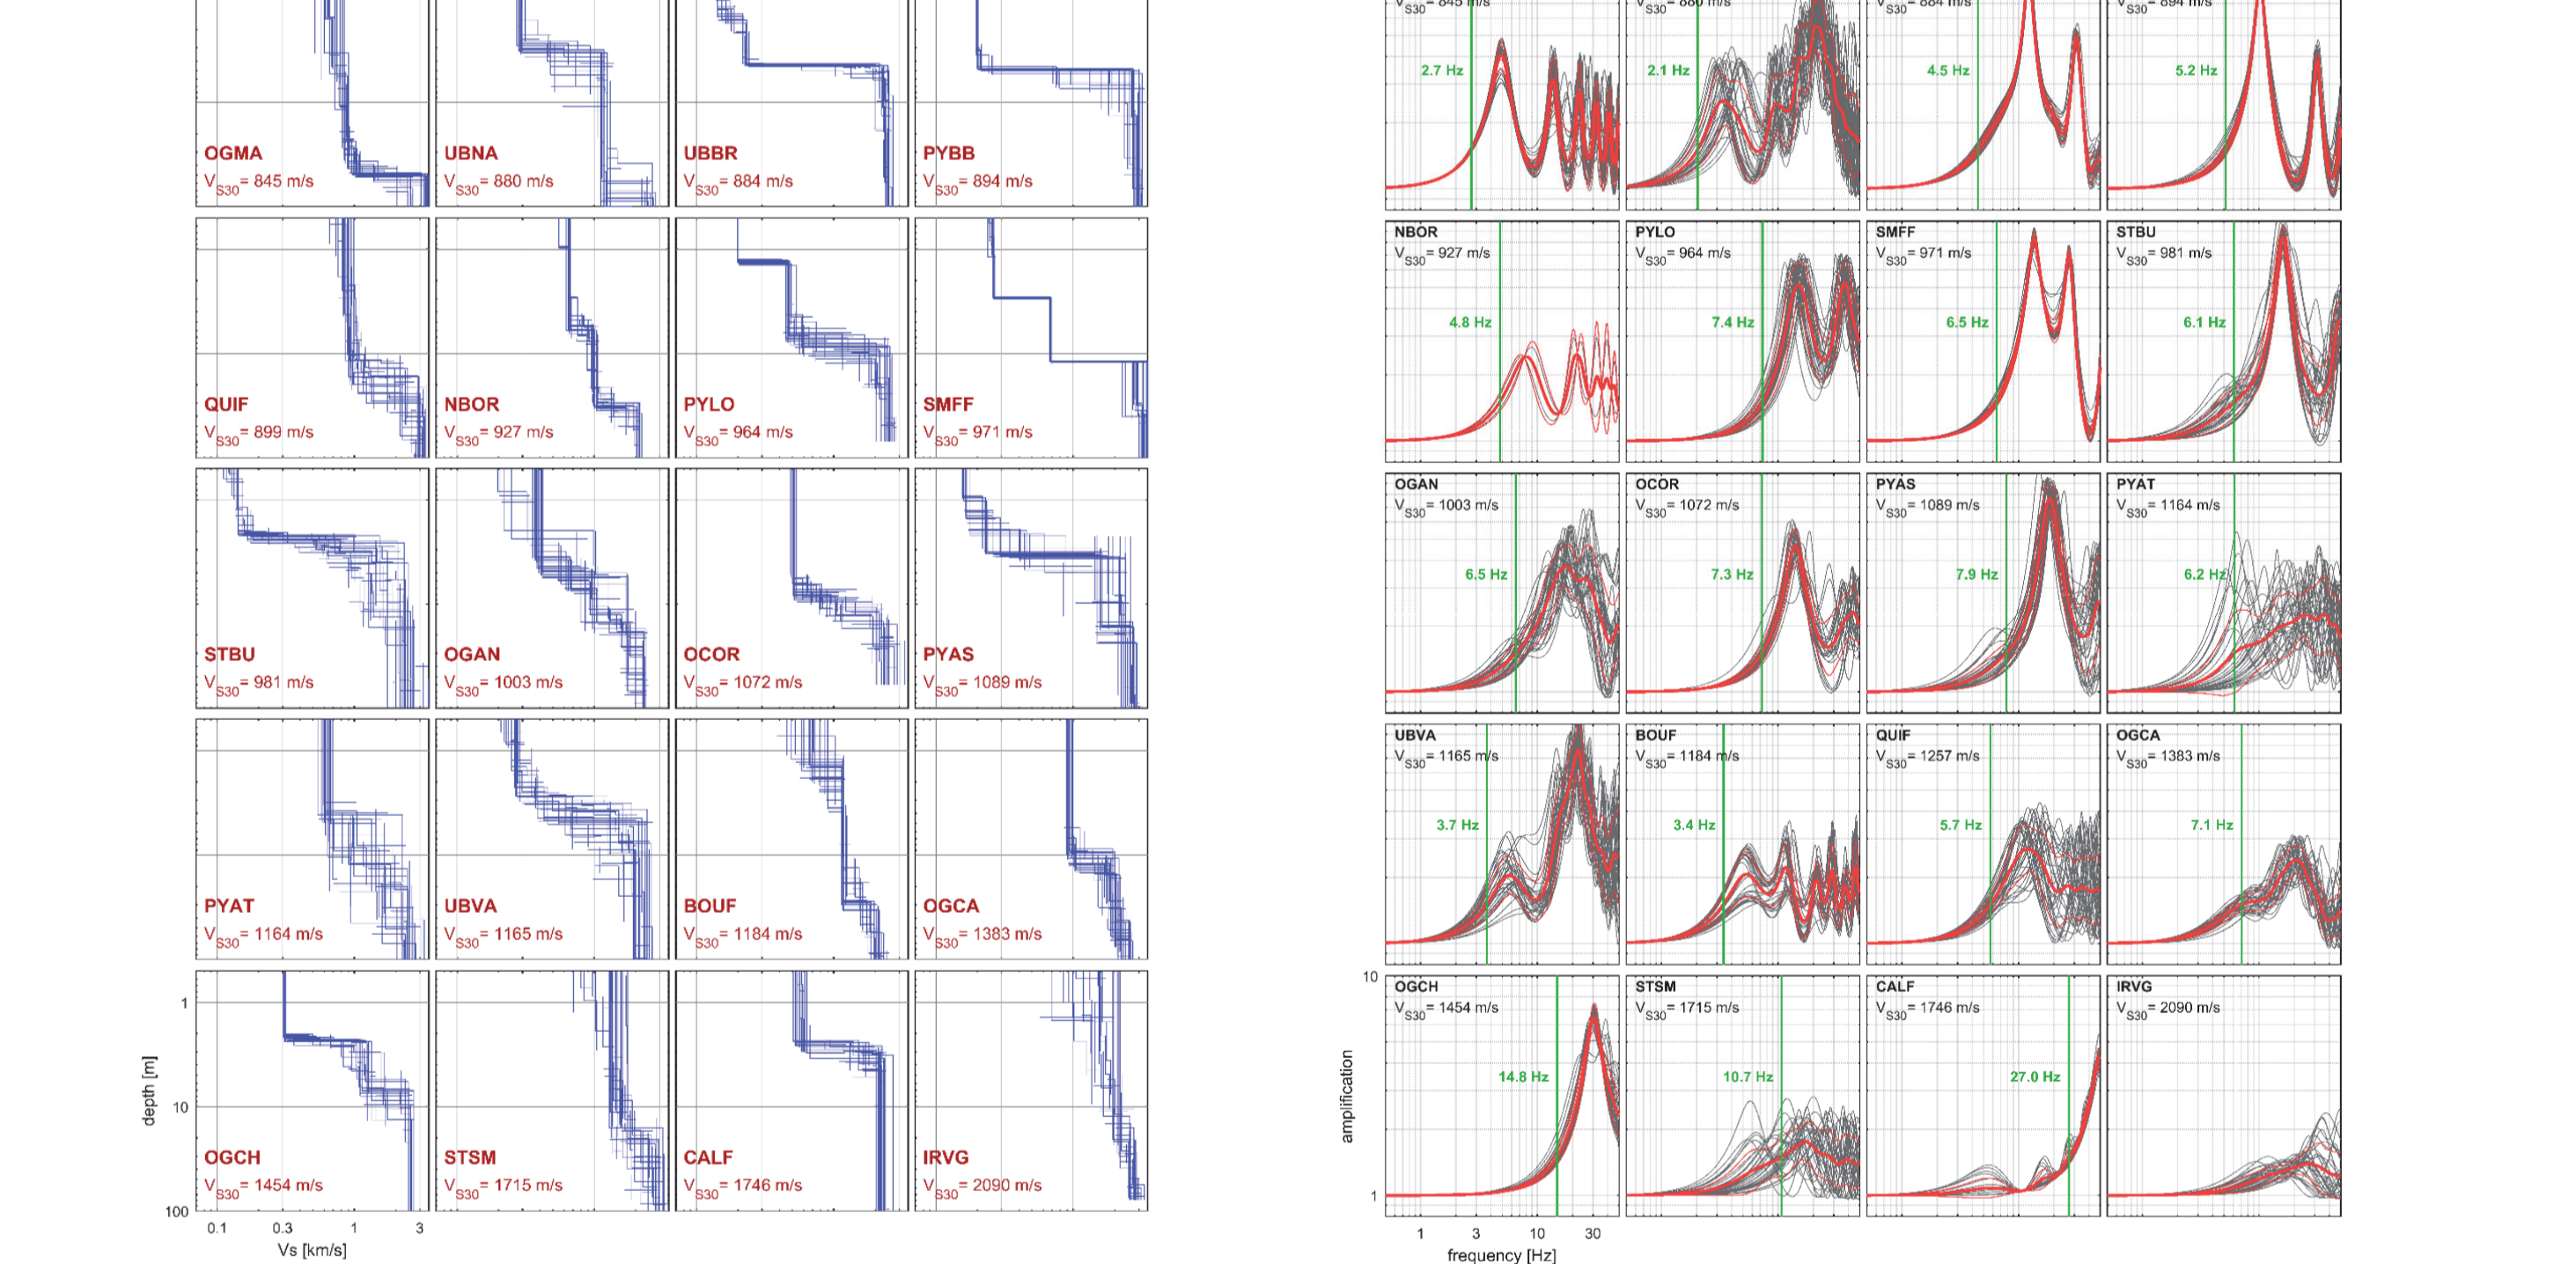 OGMA
VS30= 845 m/s
UBNA
VS30= 880 m/s
UBBR
VS30= 884 m/s
PYBB
VS30= 894 m/s
QUIF
VS30= 899 m/s
NBOR
VS30= 927 m/s
PYLO
VS30= 964 m/s
SMFF
VS30= 971 m/s
STBU
VS30= 981 m/s
OGAN
VS30= 1003 m/s
OCOR
VS30= 1072 m/s
PYAS
VS30= 1089 m/s
PYAT
VS30= 1164 m/s
UBVA
VS30= 1165 m/s
BOUF
VS30= 1184 m/s
OGCA
VS30= 1383 m/s
OGCH
VS30= 1454 m/s
STSM
VS30= 1715 m/s
CALF
VS30= 1746 m/s
IRVG
VS30= 2090 m/s
1
10
100
depth [m]
0.1 0.3 1 3
Vs [km/s]
VS30= 845 m/s
2.7 Hz
VS30= 880 m/s
2.1 Hz
VS30= 884 m/s
4.5 Hz
VS30= 894 m/s
5.2 Hz
NBOR
VS30= 927 m/s
4.8 Hz
PYLO
VS30= 964 m/s
7.4 Hz
SMFF
VS30= 971 m/s
6.5 Hz
STBU
VS30= 981 m/s
6.1 Hz
OGAN
VS30= 1003 m/s
6.5 Hz
OCOR
VS30= 1072 m/s
7.3 Hz
PYAS
VS30= 1089 m/s
7.9 Hz
PYAT
VS30= 1164 m/s
6.2 Hz
UBVA
VS30= 1165 m/s
3.7 Hz
BOUF
VS30= 1184 m/s
3.4 Hz
QUIF
VS30= 1257 m/s
5.7 Hz
OGCA
VS30= 1383 m/s
7.1 Hz
OGCH
VS30= 1454 m/s
14.8 Hz
STSM
VS30= 1715 m/s
10.7 Hz
CALF
VS30= 1746 m/s
27.0 Hz
IRVG
VS30= 2090 m/s
10
1
amplification
1 3 10 30
frequency [Hz]